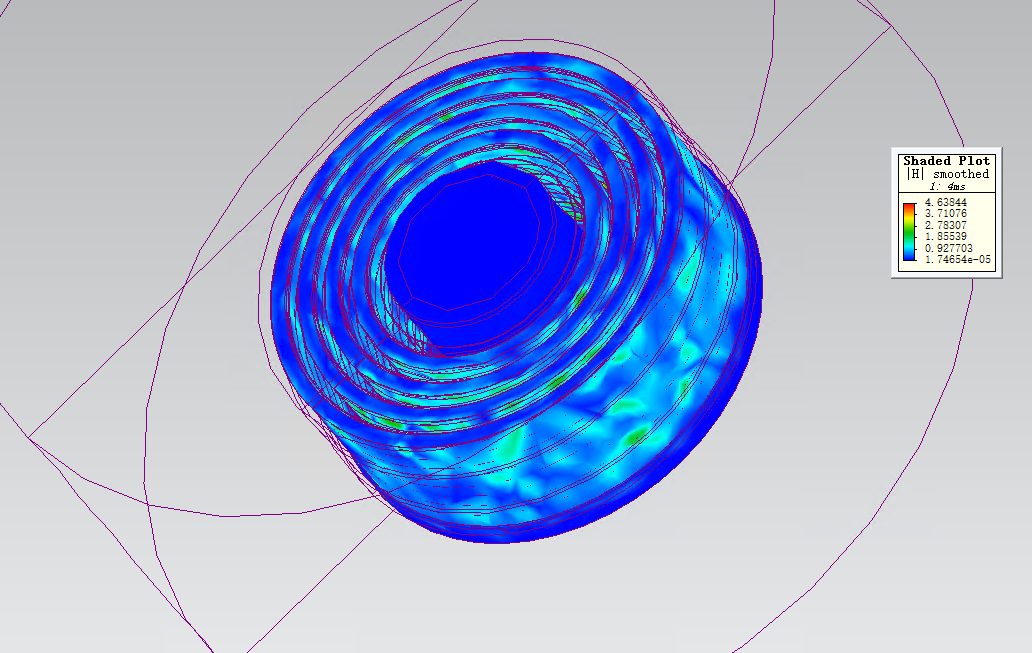 Shaded Plot
|H| smoothed
1: 4ms
4.63844
3.71076
2.78307
1.85539
0.927703
1.74654e-05